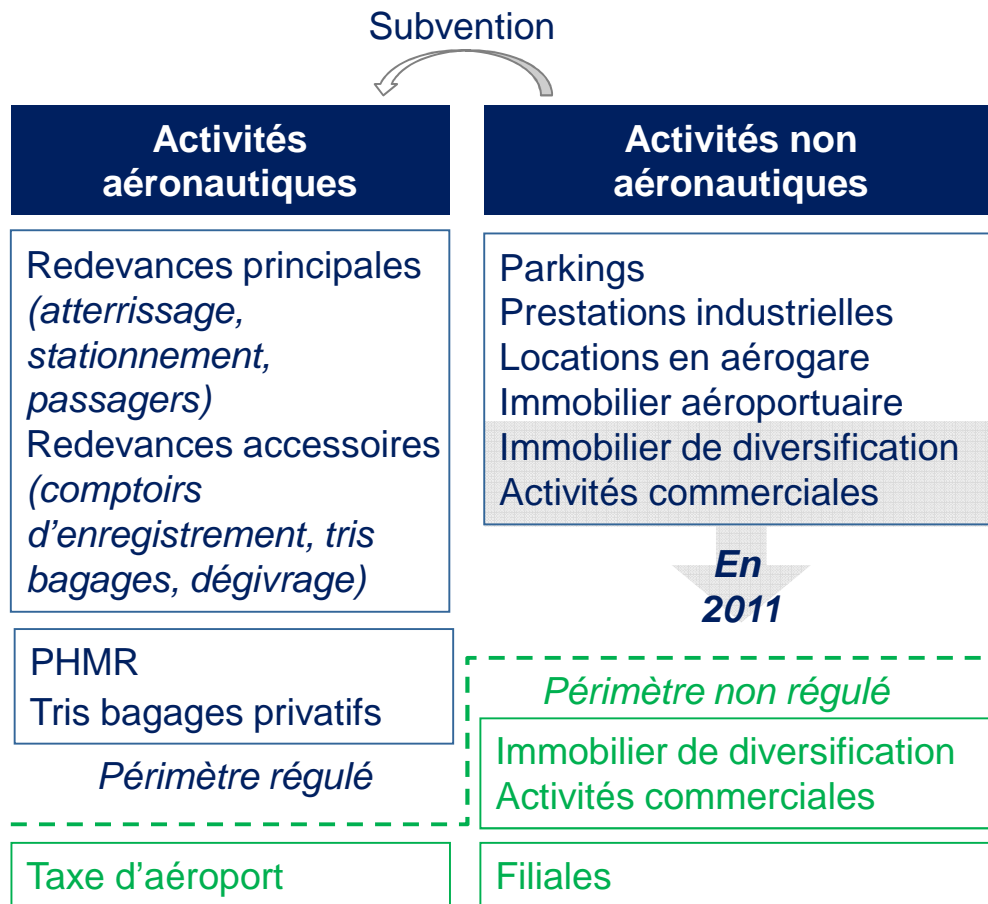 Subvention
Activités
aéronautiques
Redevances principales
(atterrissage,
stationnement,
passagers)
Redevances accessoires
(comptoirs
d’enregistrement, tris
bagages, dégivrage)
PHMR
Tris bagages privatifs
Périmètre régulé
Taxe d’aéroport
Activités non
aéronautiques
Parkings
Prestations industrielles
Locations en aérogare
Immobilier aéroportuaire
Immobilier de diversification
Activités commerciales
En
2011
Périmètre non régulé
Immobilier de diversification
Activités commerciales
Filiales